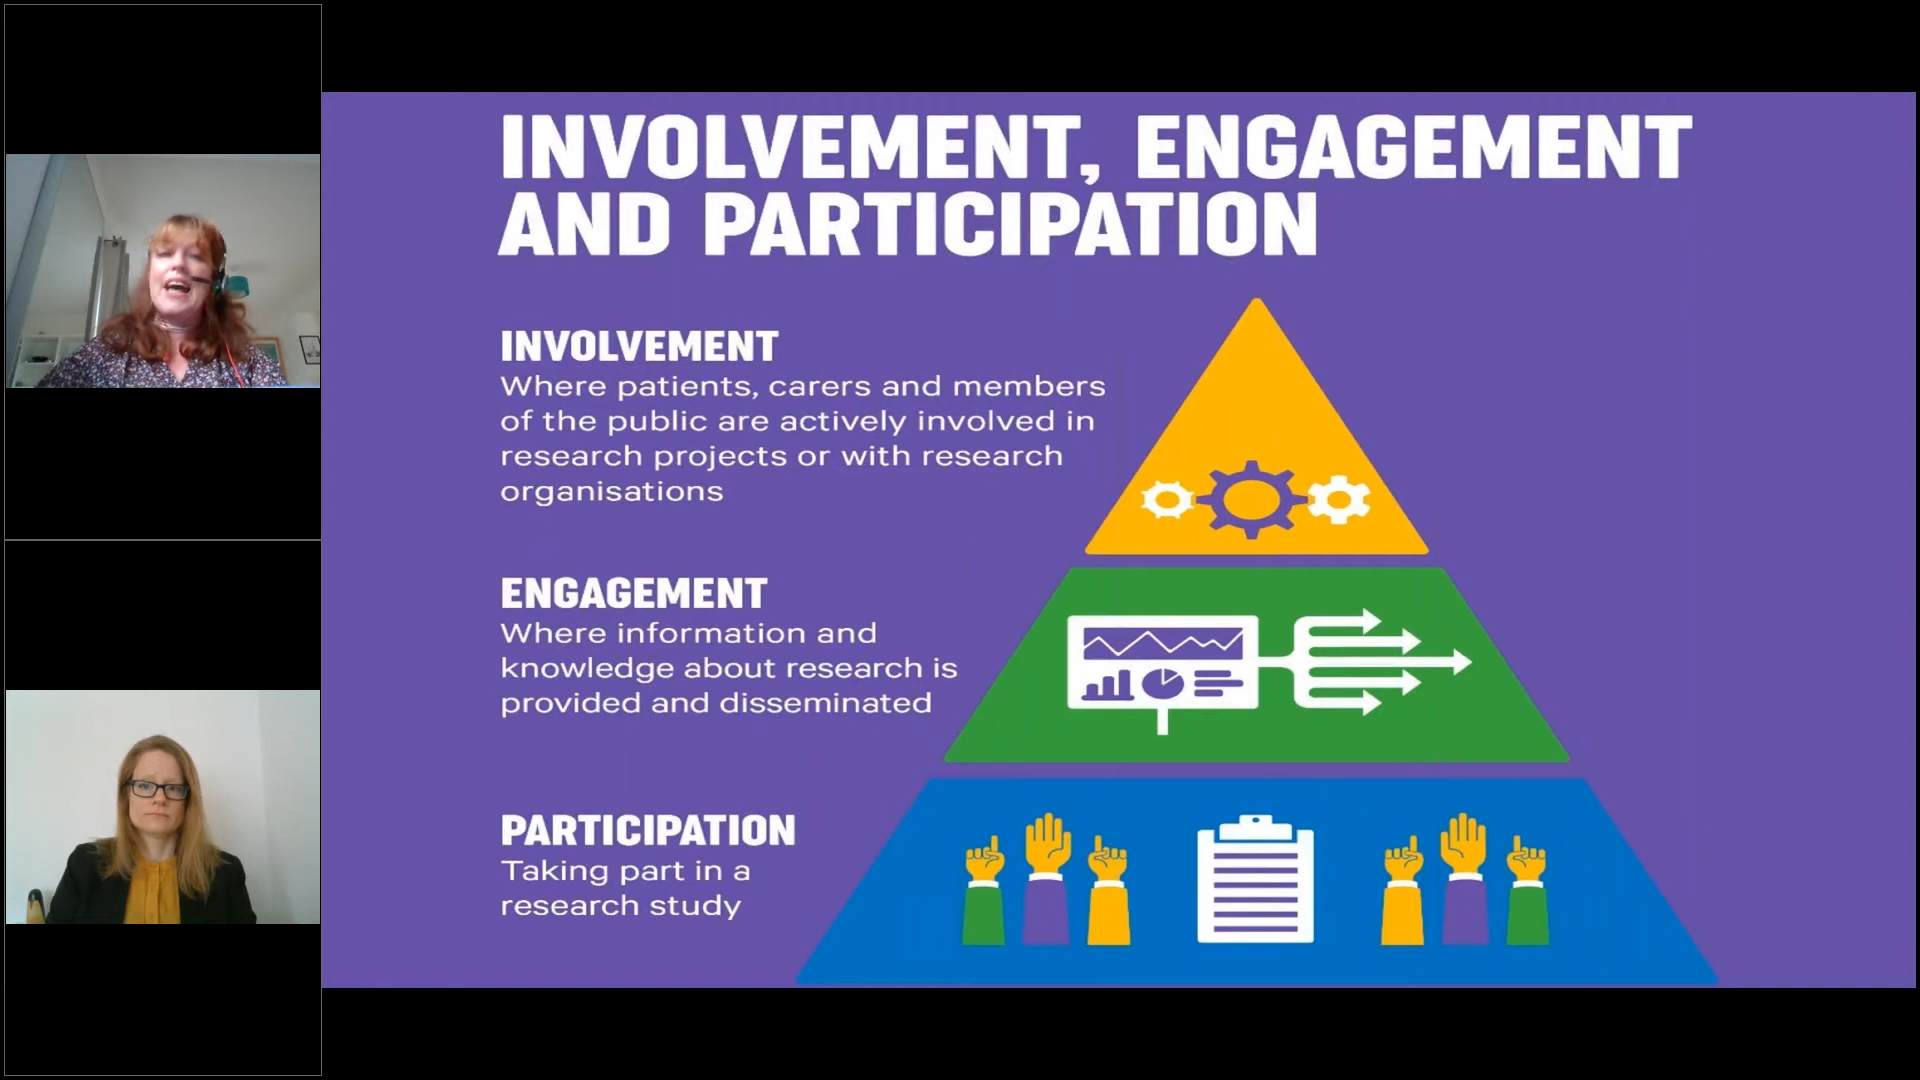 INVOLVEMENT, ENGAGEMENT
AND PARTICIPATION
INVOLVEMENT
Where patients, carers and members
of the public are actively involved in
research projects or with research
organisations
ENGAGEMENT
Where information and
knowledge about research is
provided and disseminated
PARTICIPATION
Taking part in a
research study